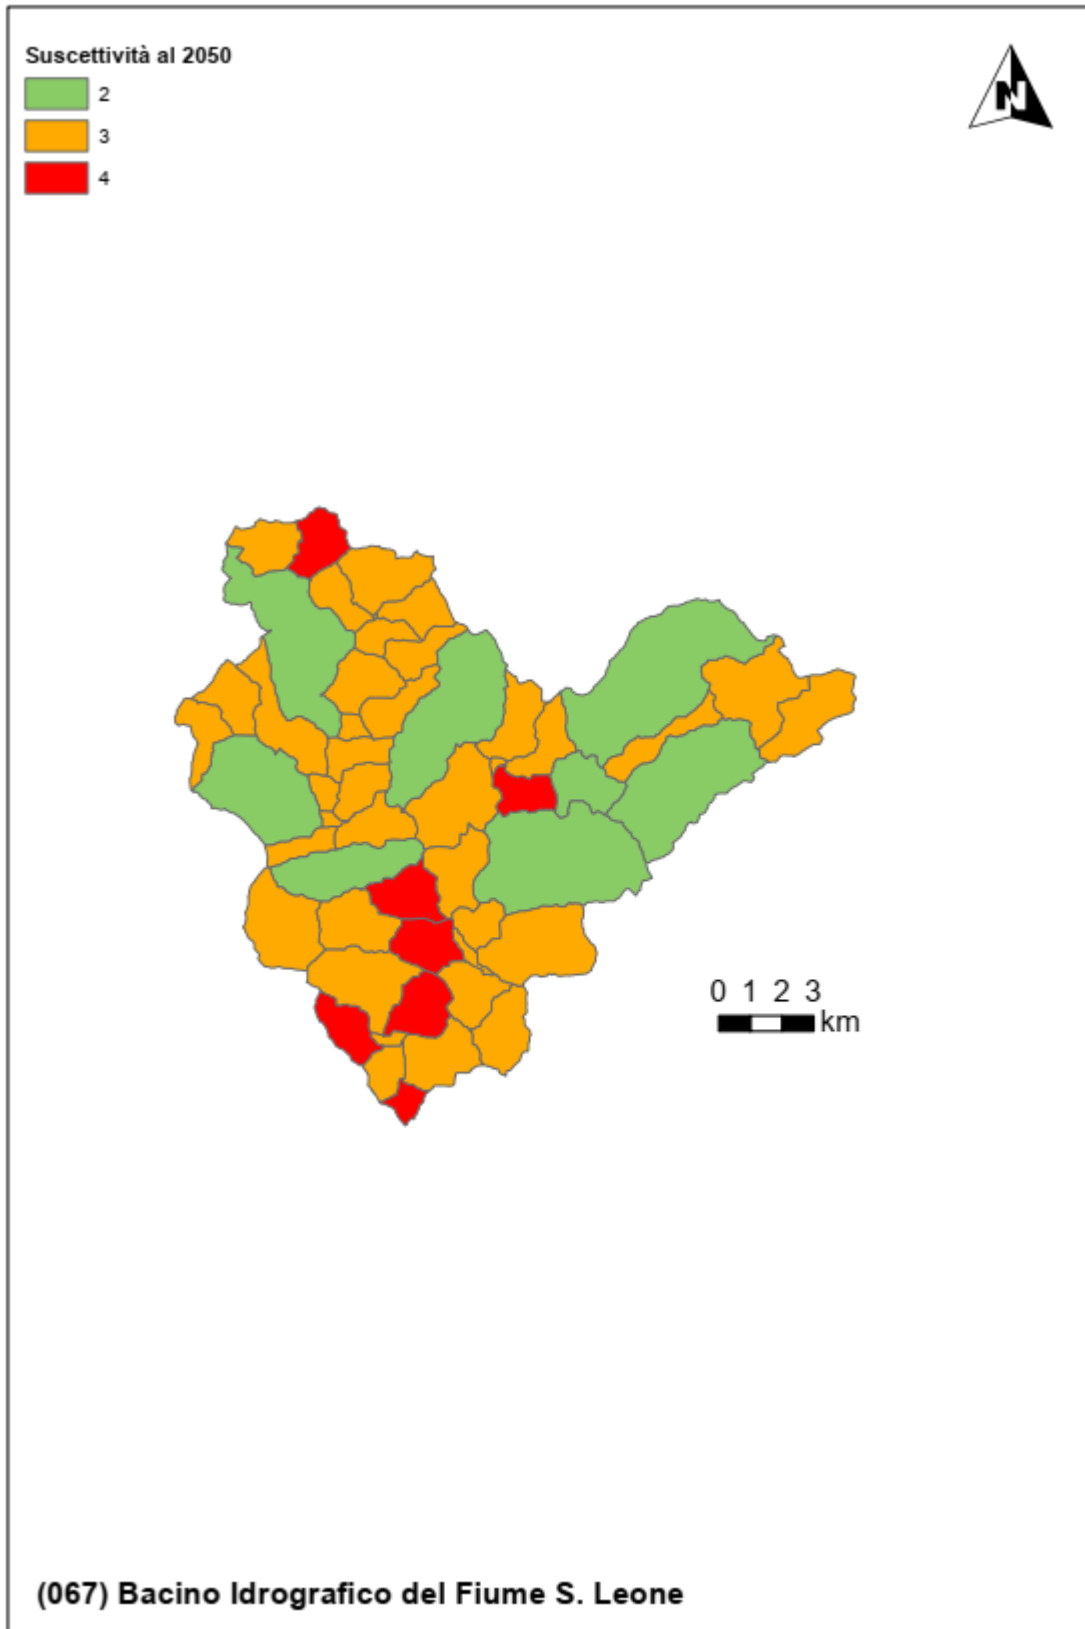 Suscettività al 2050
2
3
4
N
0 1 2 3
km
(067) Bacino Idrografico del Fiume S. Leone